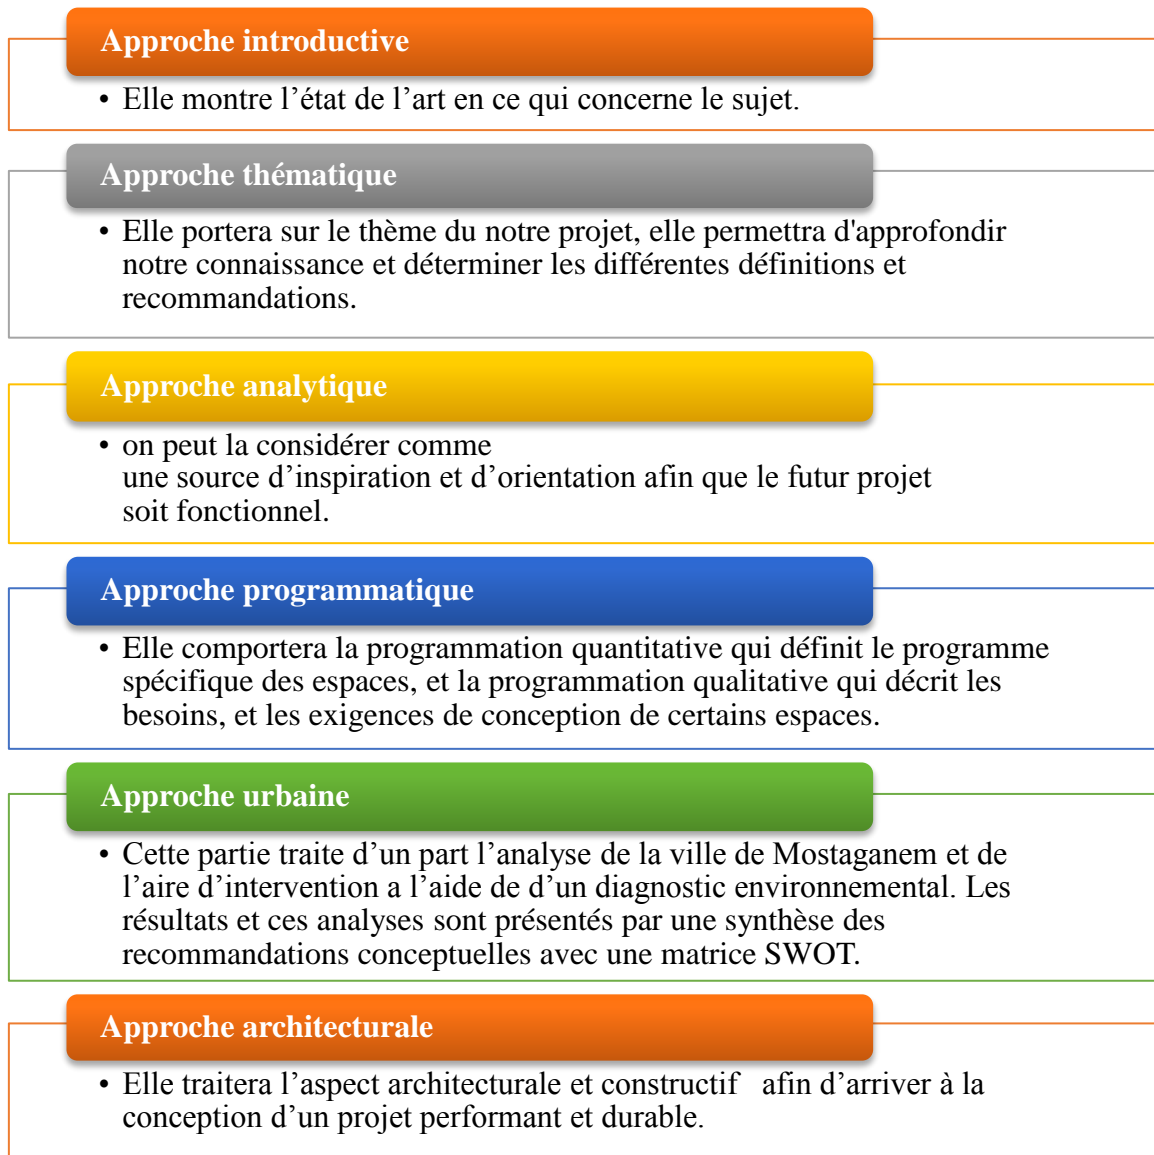 Approche introductive
• Elle montre l’état de l’art en ce qui concerne le sujet.
Approche thématique
• Elle portera sur le thème du notre projet, elle permettra d'approfondir
notre connaissance et déterminer les différentes définitions et
recommandations.
Approche analytique
• on peut la considérer comme
une source d’inspiration et d’orientation afin que le futur projet
soit fonctionnel.
Approche programmatique
• Elle comportera la programmation quantitative qui définit le programme
spécifique des espaces, et la programmation qualitative qui décrit les
besoins, et les exigences de conception de certains espaces.
Approche urbaine
• Cette partie traite d’un part l’analyse de la ville de Mostaganem et de
l’aire d’intervention a l’aide de d’un diagnostic environnemental. Les
résultats et ces analyses sont présentés par une synthèse des
recommandations conceptuelles avec une matrice SWOT.
Approche architecturale
• Elle traitera l’aspect architecturale et constructif afin d’arriver à la
conception d’un projet performant et durable.